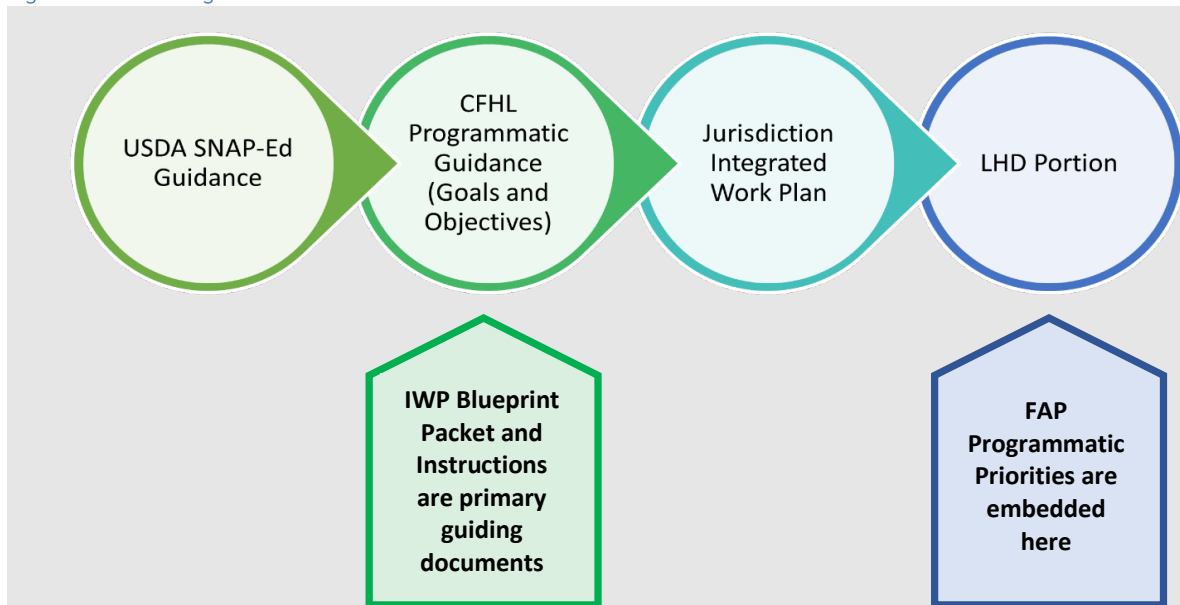 USDA SNAP-Ed
Guidance
CFHL
Programmatic
Guidance
(Goals and
Objectives)
Jurisdiction
Integrated
Work Plan
LHD Portion
IWP Blueprint
Packet and
Instructions
are primary
guiding
documents
FAP
Programmatic
Priorities are
embedded
here